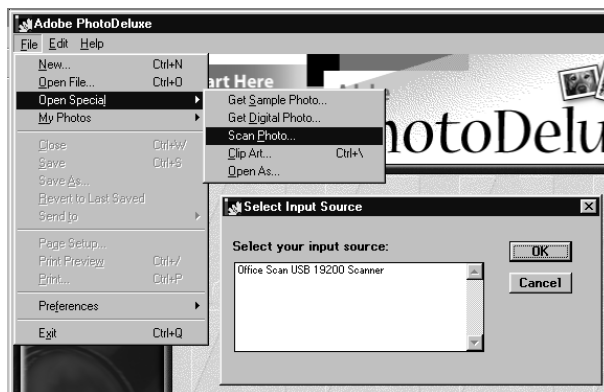 Adobe PhotoDeluxe
File Edit Help
New... Ctrl+N
Open File... Ctrl+O
Open Special
My Photos
Close Ctrl+W
Save Ctrl+S
Save As...
Revert to Last Saved
Send to
Page Setup...
Print Preview Ctrl+/
Print... Ctrl+P
Preferences
Exit Ctrl+Q
art Here
Adobe
hotoDelu
Get Sample Photo...
Get Digital Photo...
Scan Photo...
Clip Art... Ctrl+\
Open As...
Select Input Source
Select your input source:
Office Scan USB 19200 Scanner
OK
Cancel